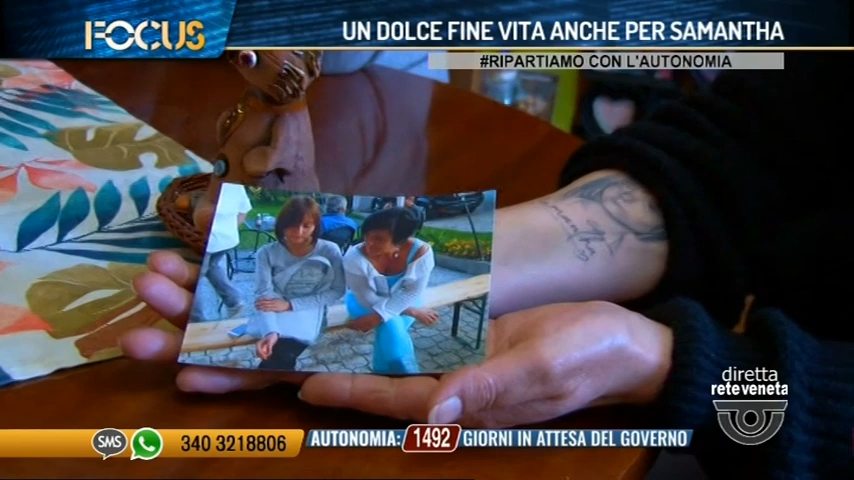 FOCUS
UN DOLCE FINE VITA ANCHE PER SAMANTHA
#RIPARTIAMO CON L'AUTONOMIA
diretta
reteveneta
SMS 340 3218806
AUTONOMIA: 1492 GIORNI IN ATTESA DEL GOVERNO